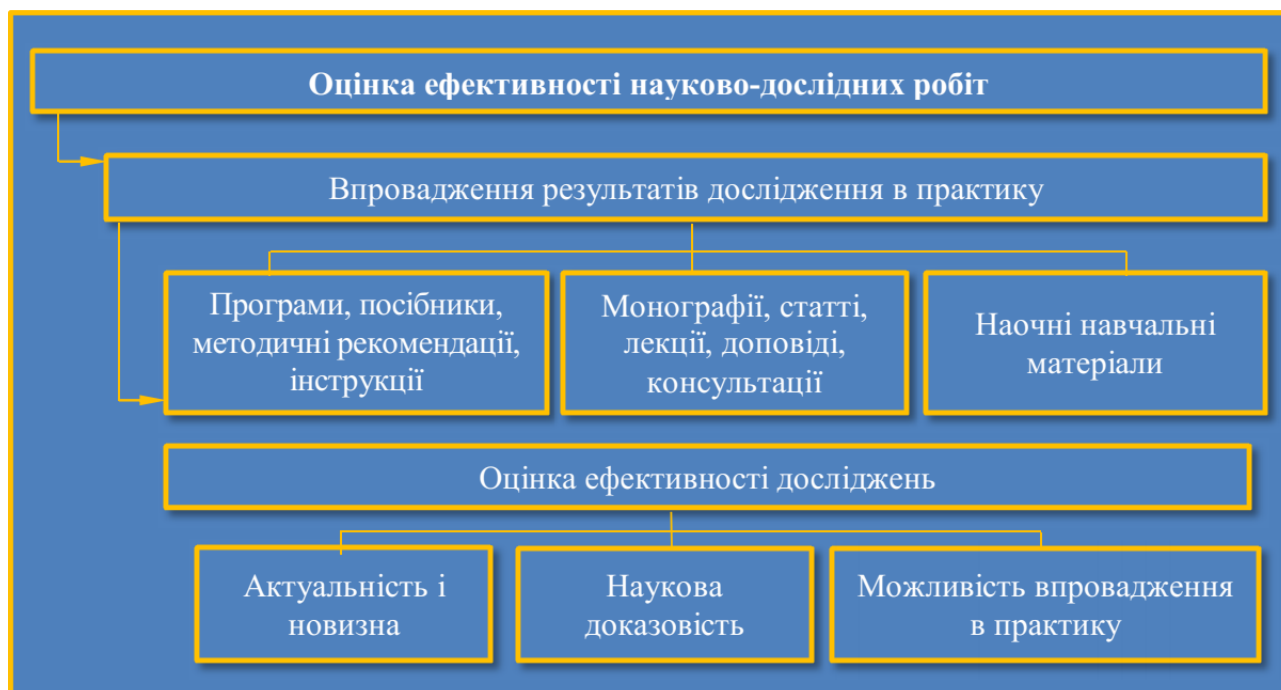 Оцінка ефективності науково-дослідних робіт
Впровадження результатів дослідження в практику
Програми, посібники,
методичні рекомендації,
інструкції
Монографії, статті,
лекції, доповіді,
консультації
Наочні навчальні
матеріали
Оцінка ефективності досліджень
Актуальність і
новизна
Наукова
доказовість
Можливість впровадження
в практику